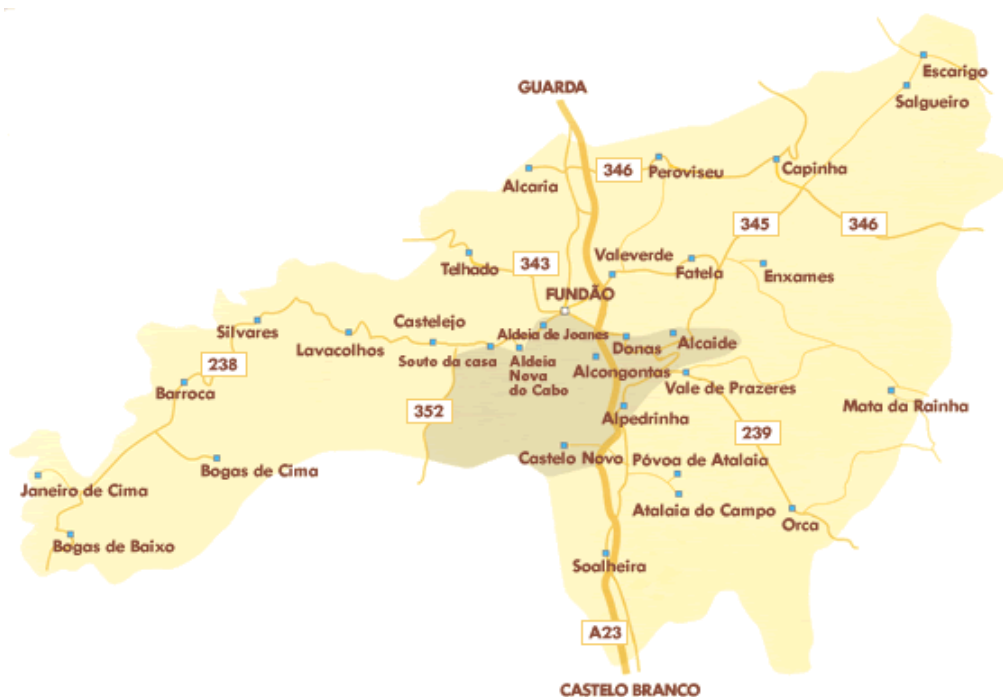 Escarigo
GUARDA
Salgueiro
346
Peroviseu
Capinha
Alcaria
345
346
Valeverde
343
Telhado
Fatela
Enxames
FUNDÃO
Castelejo
Silvares
Aldeia de Joanes
Lavacolhos
Donas
Alcaide
Souto da casa
Aldeia
Nova
do Cabo
238
Alcongontas
Barroca
Vale de Prazeres
Mata da Rainha
352
Alpedrinha
239
Castelo Novo
Póvoa de Atalaia
Bogas de Cima
Janeiro de Cima
Atalaia do Campo
Orca
Bogas de Baixo
Soalheira
A23
CASTELO BRANCO